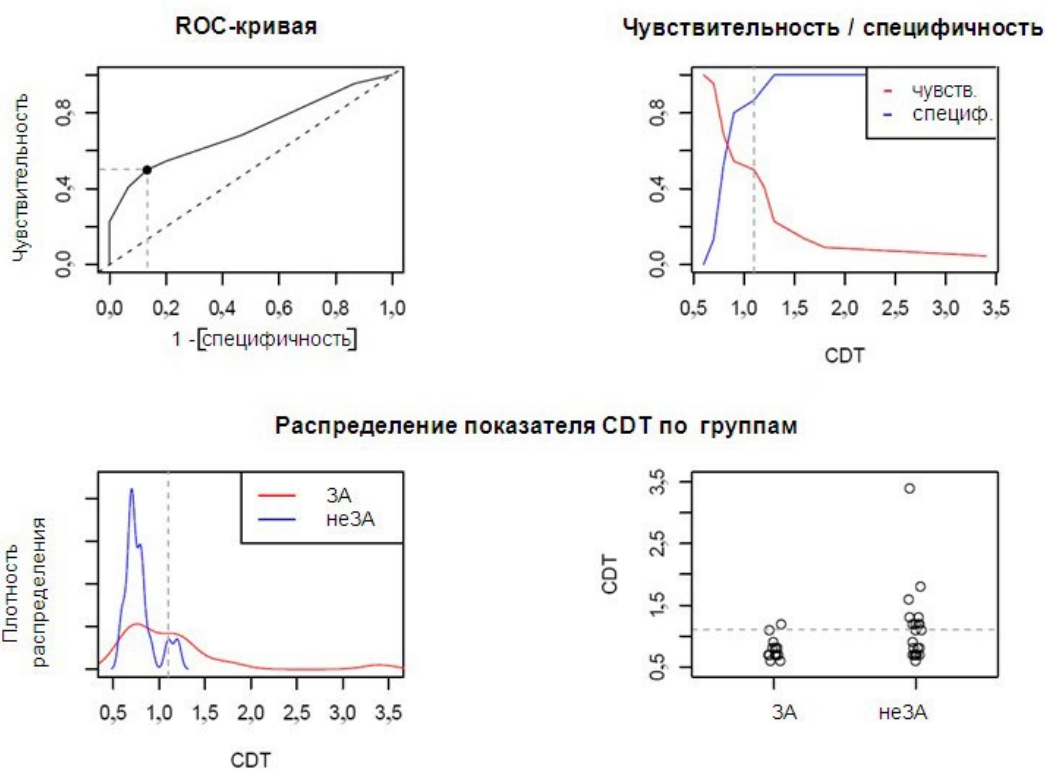 ROC-кривая
Чувствительность
0,0 0,4 0,8
0,0 0,2 0,4 0,6 0,8 1,0
1 -[специфичность]
Чувствительность / специфичность
0,0 0,4 0,8
чувств.
специф.
0,5 1,0 1,5 2,0 2,5 3,0 3,5
CDT
Распределение показателя CDT по группам
Плотность
распределения
ЗА
неЗА
0,5 1,0 1,5 2,0 2,5 3,0 3,5
CDT
CDT
0,5 1,5 2,5 3,5
ЗА неЗА